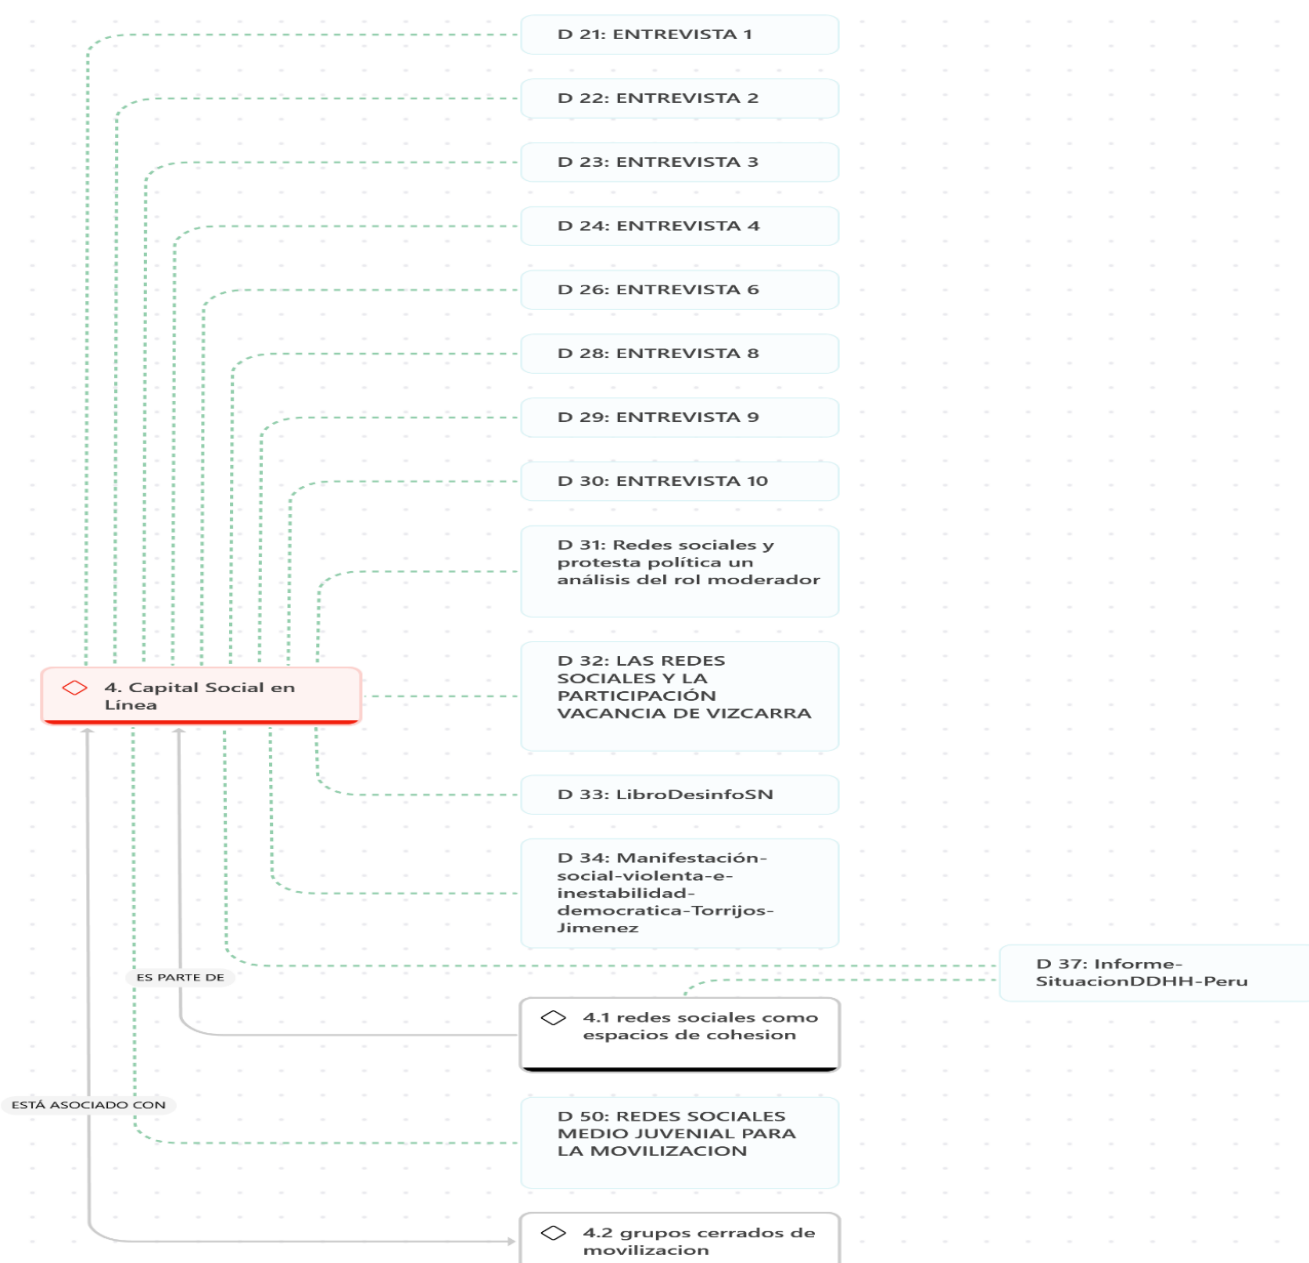 D 21: ENTREVISTA 1
D 22: ENTREVISTA 2
D 23: ENTREVISTA 3
D 24: ENTREVISTA 4
D 26: ENTREVISTA 6
D 28: ENTREVISTA 8
D 29: ENTREVISTA 9
D 30: ENTREVISTA 10
D 31: Redes sociales y
protesta política un
análisis del rol moderador
4. Capital Social en
Línea
D 32: LAS REDES
SOCIALES Y LA
PARTICIPACIÓN
VACANCIA DE VIZCARRA
D 33: LibroDesinfoSN
D 34: Manifestación-
social-violenta-e-
inestabilidad-
democratica-Torrijos-
Jimenez
D 37: Informe-
SituacionDDHH-Peru
ES PARTE DE
4.1 redes sociales como
espacios de cohesion
ESTÁ ASOCIADO CON
D 50: REDES SOCIALES
MEDIO JUVENIAL PARA
LA MOVILIZACION
4.2 grupos cerrados de
movilizacion